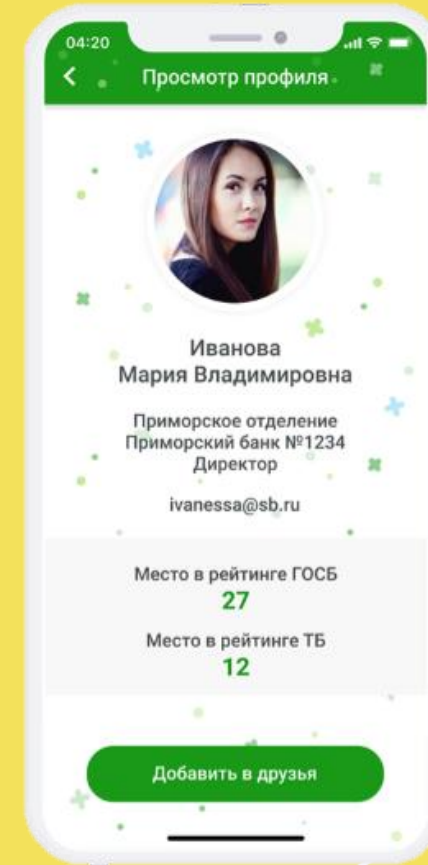 04:20
Просмотр профиля
Иванова
Мария Владимировна
Приморское отделение
Приморский банк №1234
Директор
ivanessa@sb.ru
Место в рейтинге ГОСБ
27
Место в рейтинге ТБ
12
Добавить в друзья